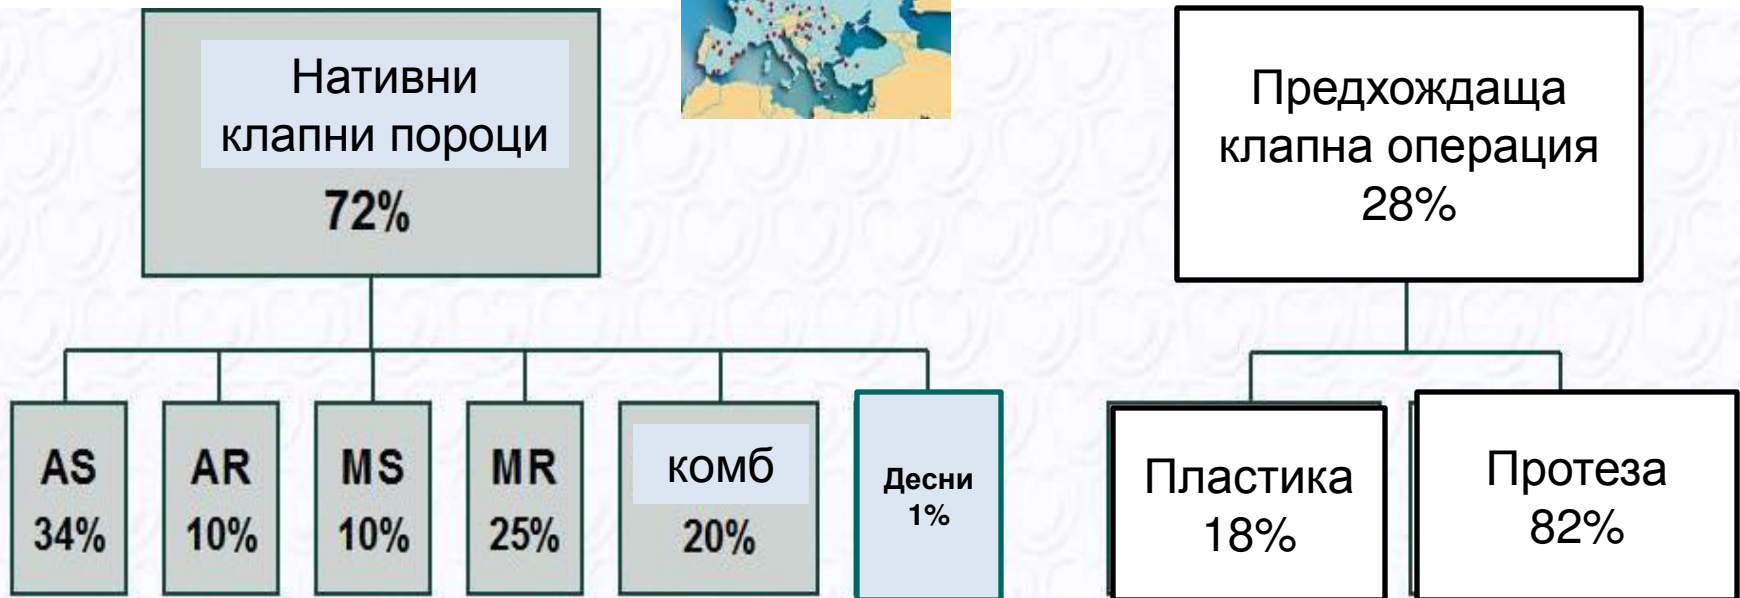 Нативни
клапни пороци
72%
Предхождаща
клапна операция
28%
AS
34%
AR
10%
MS
10%
MR
25%
комб
20%
Десни
1%
Пластика
18%
Протеза
82%